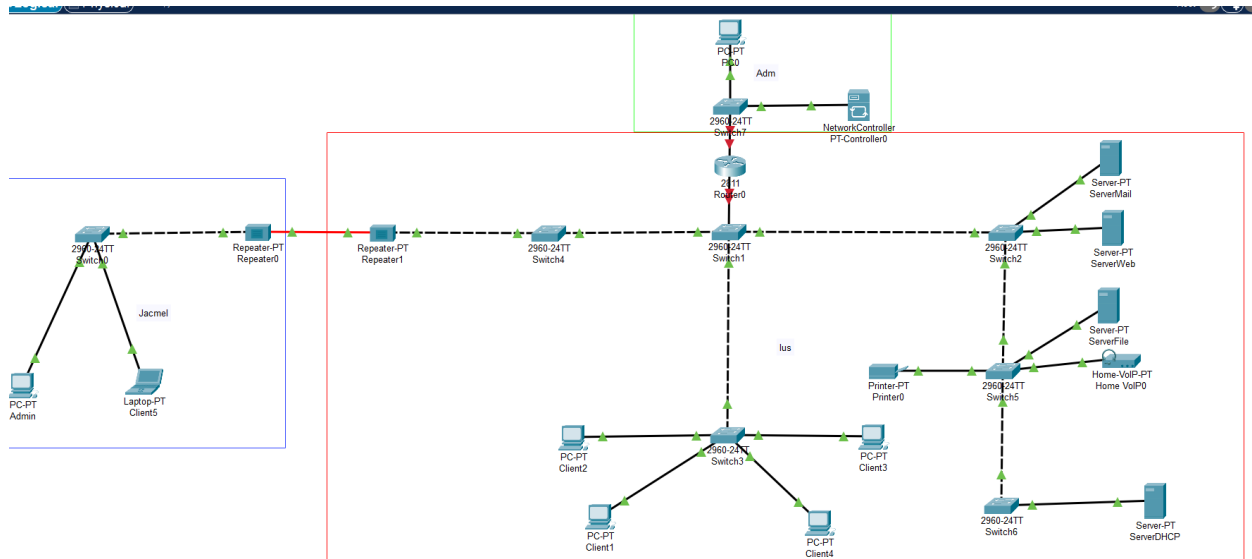 Logical Physical
PC-PT
PC0
Adm
2960-24TT
Switch7
NetworkController
PT-Controller0
2811
Router0
2960-24TT
Switch0
Repeater-PT
Repeater0
Repeater-PT
Repeater1
2960-24TT
Switch4
2960-24TT
Switch1
2960-24TT
Switch2
Server-PT
ServerMail
Server-PT
ServerWeb
Jacmel
PC-PT
Admin
Laptop-PT
Client5
Ius
Server-PT
ServerFile
Printer-PT
Printer0
2960-24TT
Switch5
Home-VoIP-PT
Home VoIP0
PC-PT
Client2
2960-24TT
Switch3
PC-PT
Client3
PC-PT
Client1
PC-PT
Client4
2960-24TT
Switch6
Server-PT
ServerDHCP